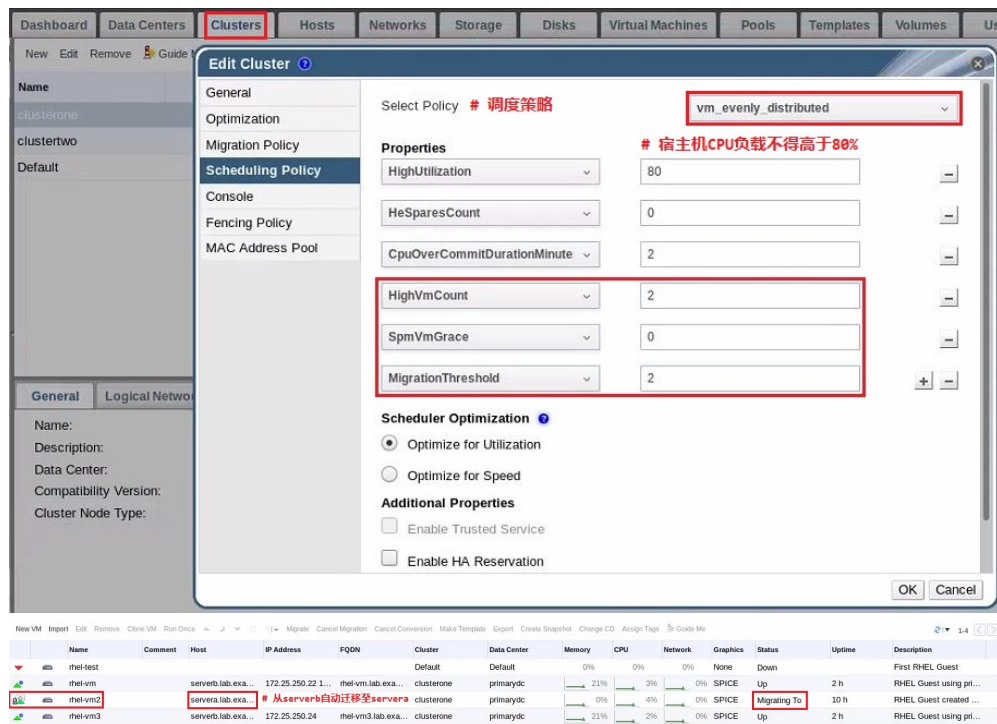 Dashboard Data Centers Clusters Hosts Networks Storage Disks Virtual Machines Pools Templates Volumes Us
New Edit Remove Guide
Edit Cluster
Name
clusterone
clustertwo
Default
General
Optimization
Migration Policy
Scheduling Policy
Console
Fencing Policy
MAC Address Pool
Select Policy # 调度策略 vm_evenly_distributed
# 宿主机CPU负载不得高于80%
Properties
HighUtilization 80
HeSparesCount 0
CpuOverCommitDurationMinute 2
HighVmCount 2
SpmVmGrace 0
MigrationThreshold 2
Scheduler Optimization
Optimize for Utilization
Optimize for Speed
Additional Properties
Enable Trusted Service
Enable HA Reservation
OK Cancel
General Logical Netwo
Name:
Description:
Data Center:
Compatibility Version:
Cluster Node Type:
New VM Import Edit Remove Clone VM Run Once Migrate Cancel Migration Cancel Conversion Make Template Export Create Snapshot Change CD Assign Tags Guide Me 1-4
Name Comment Host IP Address FQDN Cluster Data Center Memory CPU Network Graphics Status Uptime Description
rhel-test Default Default 0% 0% 0% None Down First RHEL Guest
rhel-vm serverb.lab.exa... 172.25.250.22 1... rhel-vm.lab.exa... clusterone primarydc 21% 3% 0% SPICE Up 2 h RHEL Guest using pri...
rhel-vm2 servera.lab.exa... # 从serverb自动迁移至servera clusterone primarydc 0% 4% 0% SPICE Migrating To 10 h RHEL Guest created ...
rhel-vm3 serverb.lab.exa... 172.25.250.24 rhel-vm3.lab.exa... clusterone primarydc 21% 2% 0% SPICE Up 2 h RHEL Guest using pri...